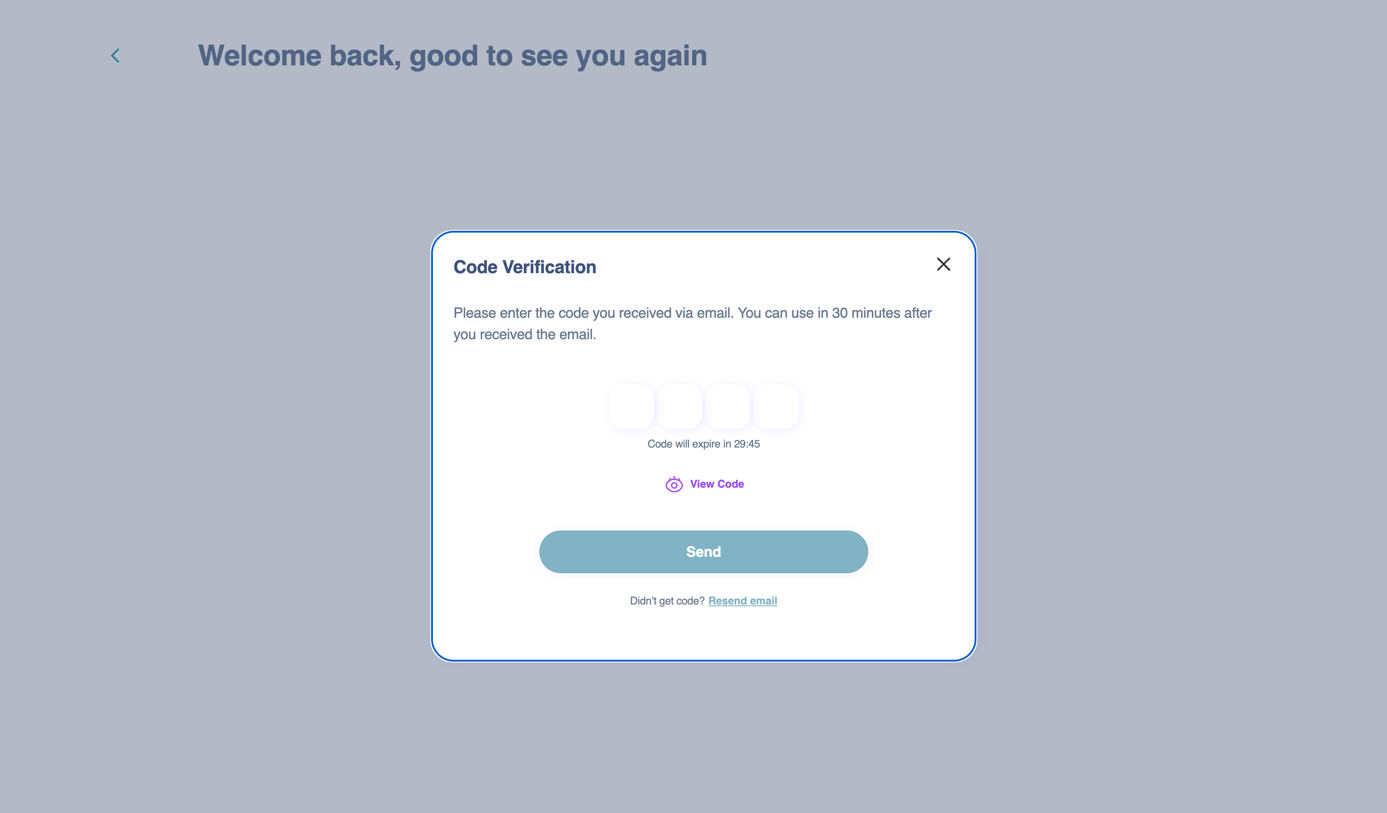 Welcome back, good to see you again
Code Verification
Please enter the code you received via email. You can use in 30 minutes after
you received the email.
Code will expire in 29:45
View Code
Send
Didn't get code? Resend email